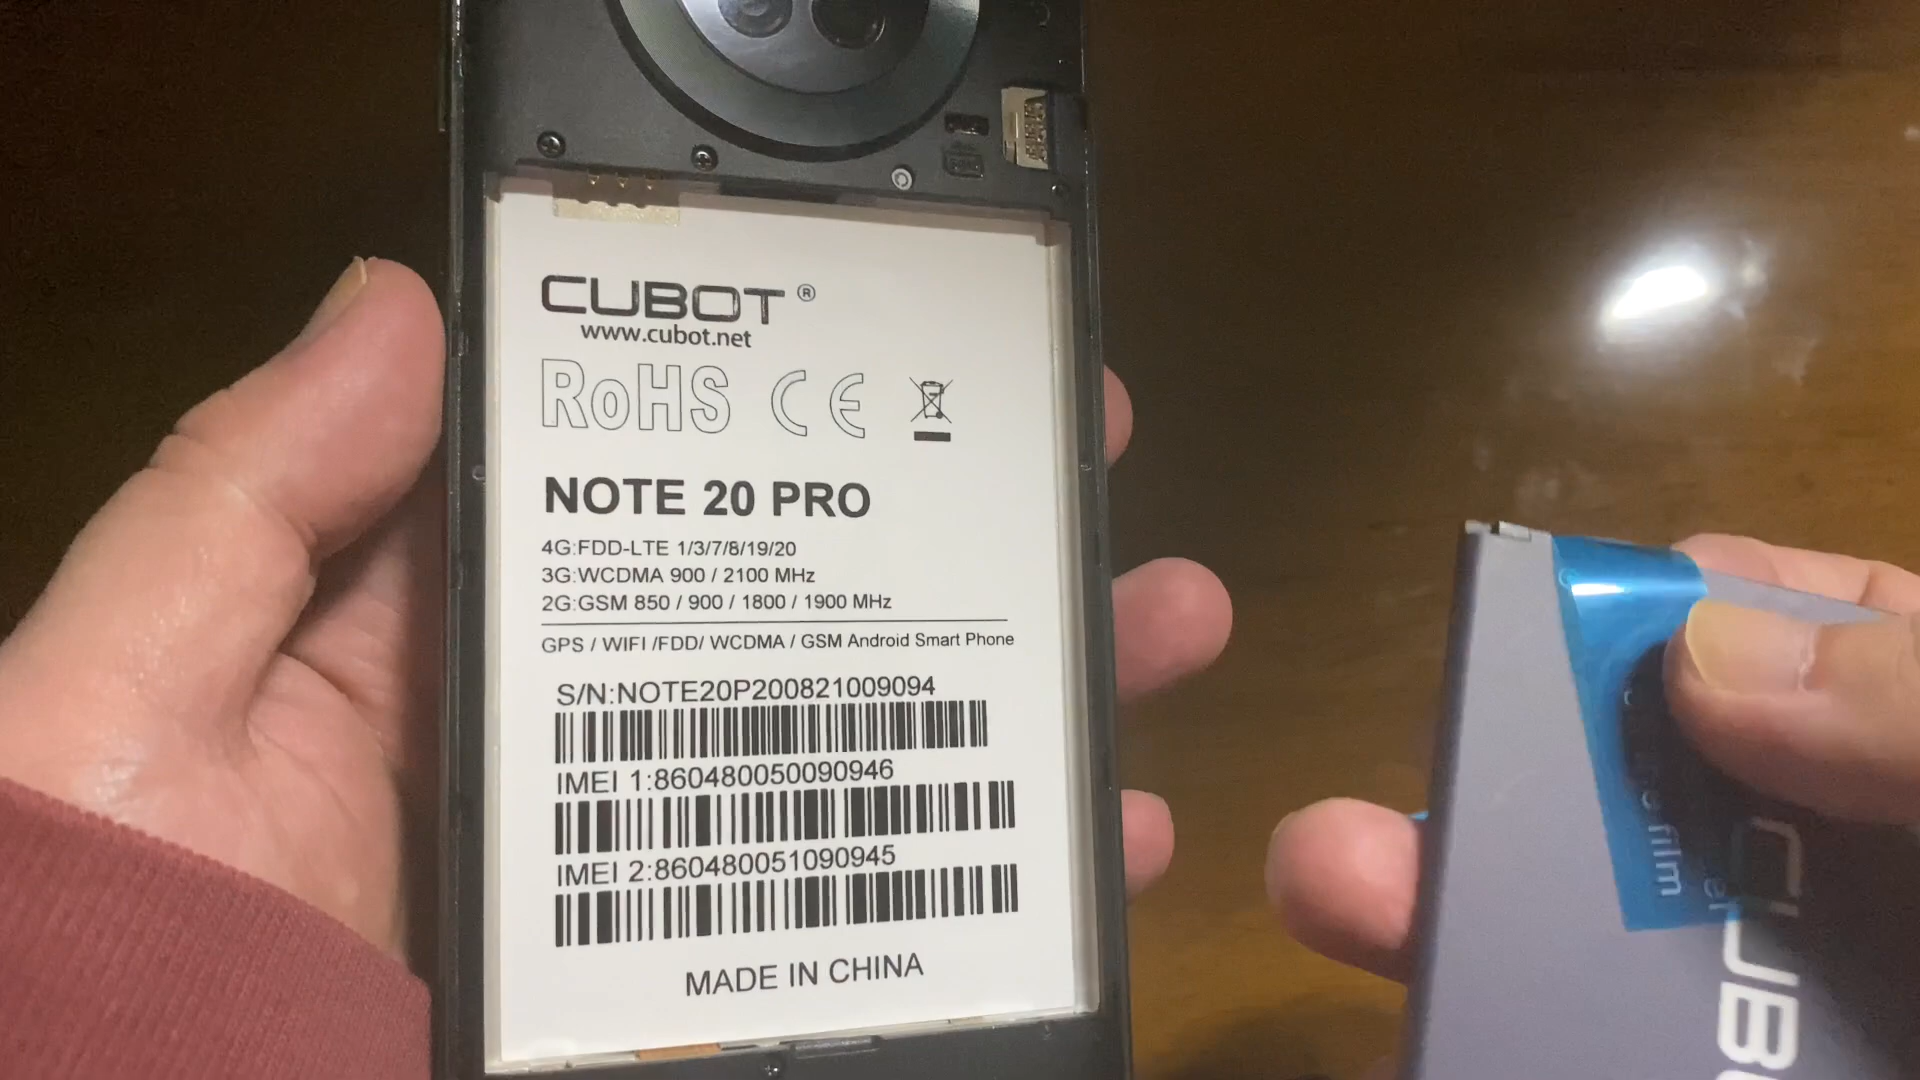 CUBOT ®
www.cubot.net
RoHS CE
NOTE 20 PRO
4G:FDD-LTE 1/3/7/8/19/20
3G:WCDMA 900 / 2100 MHz
2G:GSM 850 / 900 / 1800 / 1900 MHz
GPS / WIFI /FDD/ WCDMA / GSM Android Smart Phone
S/N:NOTE20P200821009094
IMEI 1:860480050090946
IMEI 2:860480051090945
MADE IN CHINA
film